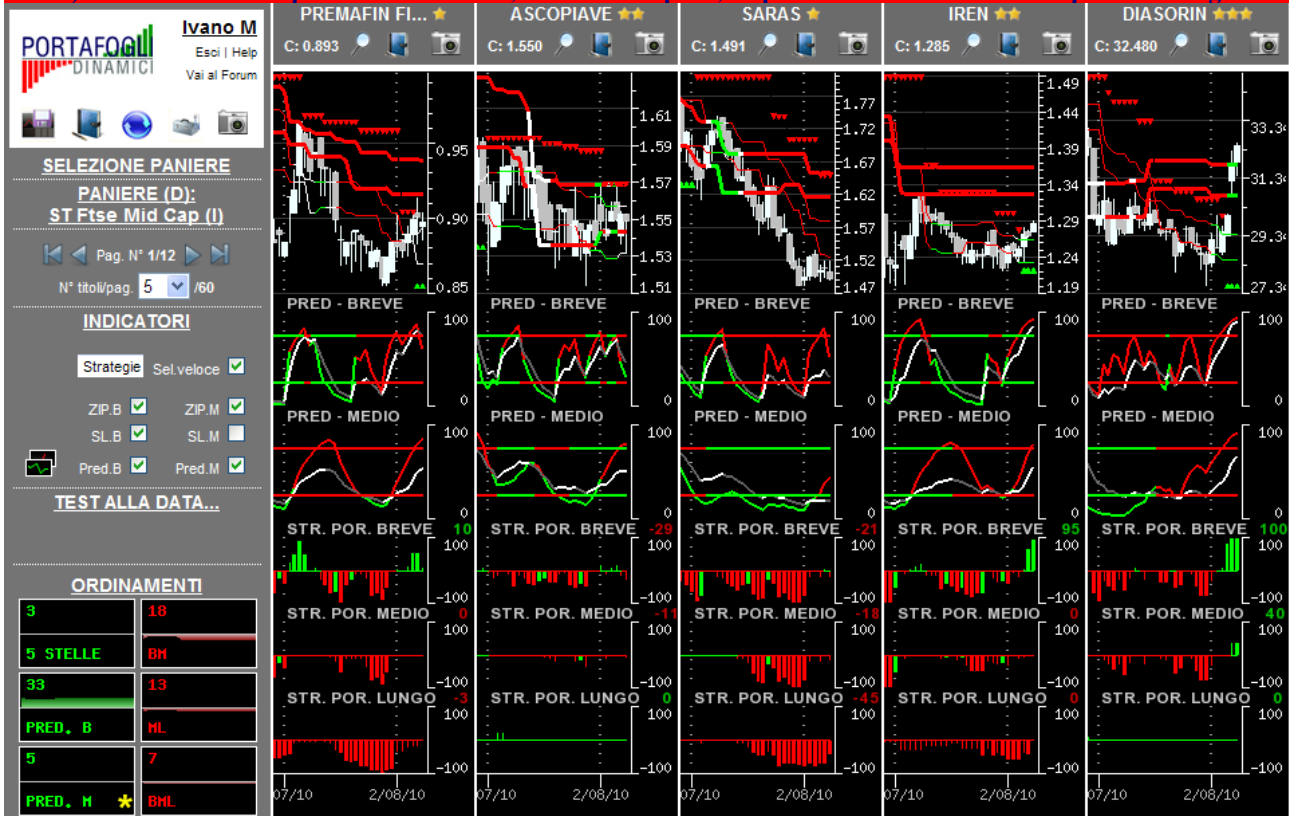 PORTAFOGLI
DINAMICI
Ivano M
Esci | Help
Vai al Forum
SELEZIONE PANIERE
PANIERE (D):
ST Ftse Mid Cap (I)
Pag. N° 1/12
N° titoli/pag. 5 /60
INDICATORI
Strategie Sel.veloce
ZIP.B ZIP.M
SL.B SL.M
Pred.B Pred.M
TEST ALLA DATA...
ORDINAMENTI
3 18
5 STELLE BM
33 13
PRED. B ML
5 7
PRED. M BML
PREMAFIN FI...
C: 0.893
0.95
0.90
0.85
PRED - BREVE
100
0
PRED - MEDIO
100
0
STR. POR. BREVE 10
100
-100
STR. POR. MEDIO 0
100
-100
STR. POR. LUNGO -3
100
-100
07/10 2/08/10
ASCOPIAVE
C: 1.550
1.61
1.59
1.57
1.55
1.53
1.51
PRED - BREVE
100
0
PRED - MEDIO
100
0
STR. POR. BREVE -29
100
-100
STR. POR. MEDIO -11
100
-100
STR. POR. LUNGO 0
100
-100
07/10 2/08/10
SARAS
C: 1.491
1.77
1.72
1.67
1.62
1.57
1.52
1.47
PRED - BREVE
100
0
PRED - MEDIO
100
0
STR. POR. BREVE -21
100
-100
STR. POR. MEDIO -18
100
-100
STR. POR. LUNGO -45
100
-100
07/10 2/08/10
IREN
C: 1.285
1.49
1.44
1.39
1.34
1.29
1.24
1.19
PRED - BREVE
100
0
PRED - MEDIO
100
0
STR. POR. BREVE 95
100
-100
STR. POR. MEDIO 0
100
-100
STR. POR. LUNGO 0
100
-100
07/10 2/08/10
DIASORIN
C: 32.480
33.3
31.3
29.3
27.3
PRED - BREVE
100
0
PRED - MEDIO
100
0
STR. POR. BREVE 100
100
-100
STR. POR. MEDIO 40
100
-100
STR. POR. LUNGO 0
100
-100
07/10 2/08/10